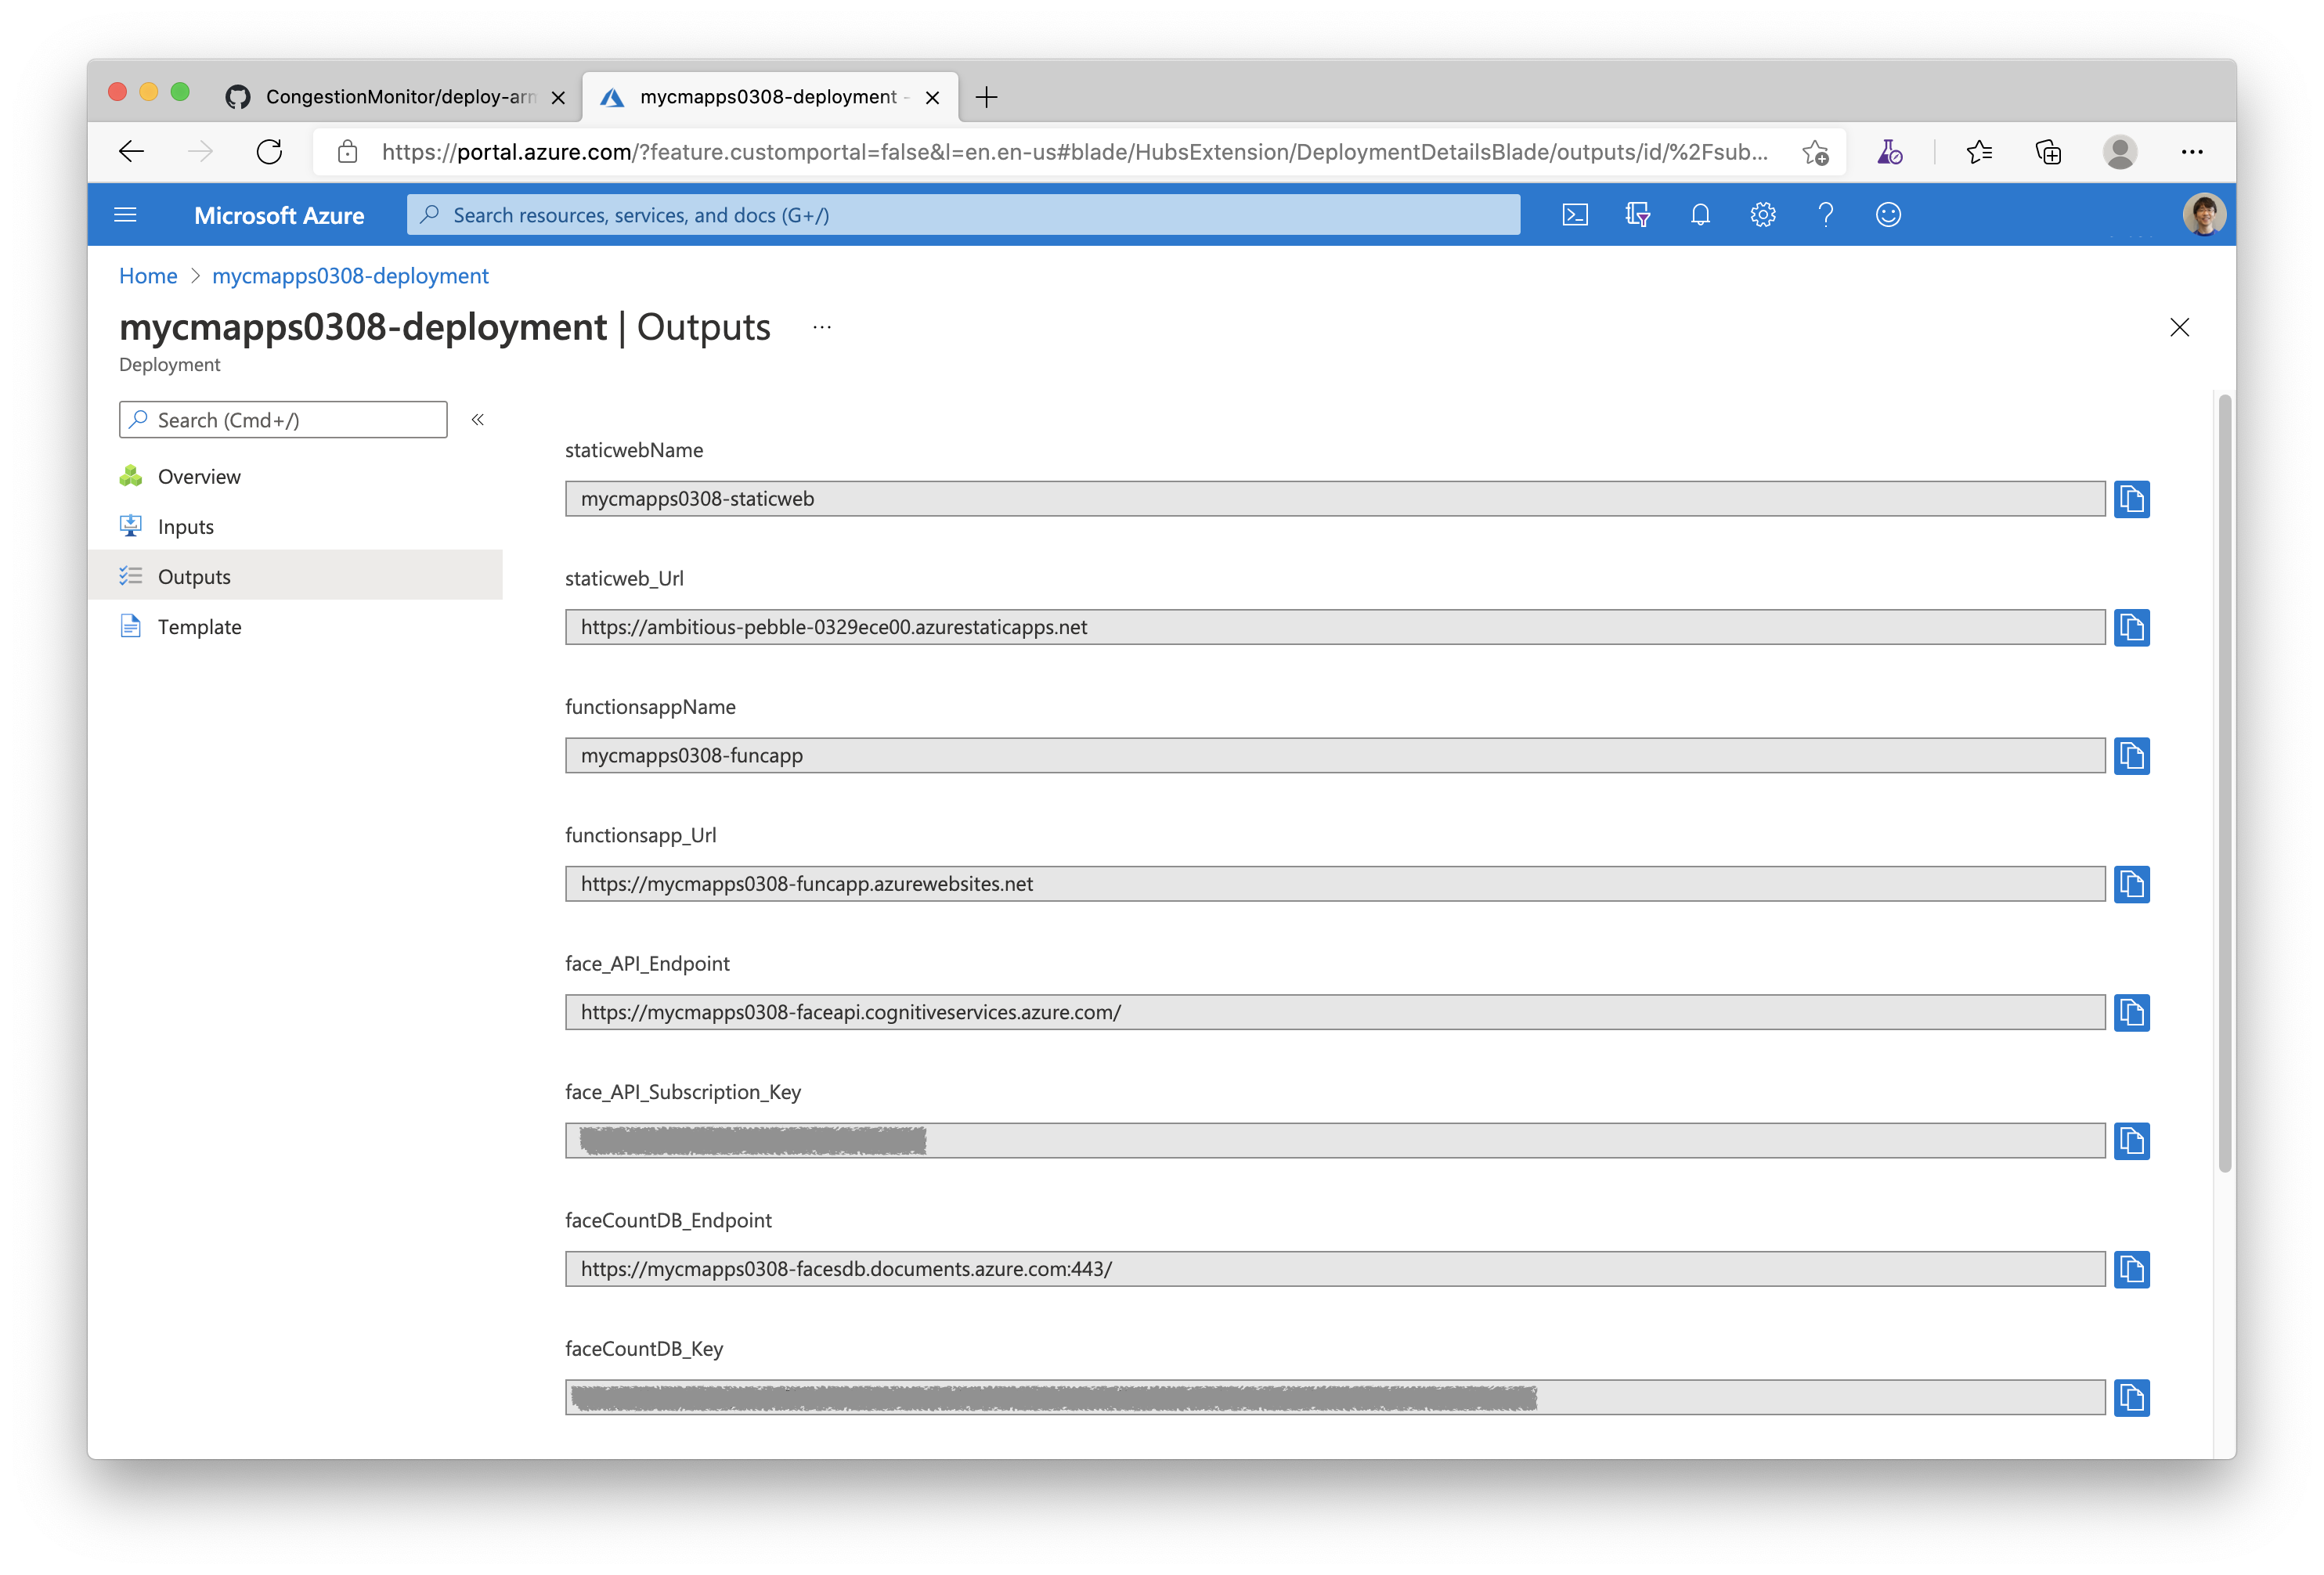 CongestionMonitor/deploy-arm
mycmapps0308-deployment -
https://portal.azure.com/?feature.customportal=false&l=en.en-us#blade/HubsExtension/DeploymentDetailsBlade/outputs/id/%2Fsub...
Microsoft Azure
Search resources, services, and docs (G+/)
Home > mycmapps0308-deployment
mycmapps0308-deployment | Outputs ...
Deployment
Search (Cmd+/)
«
Overview
Inputs
Outputs
Template
staticwebName
mycmapps0308-staticweb
staticweb_Url
https://ambitious-pebble-0329ece00.azurestaticapps.net
functionsappName
mycmapps0308-funcapp
functionsapp_Url
https://mycmapps0308-funcapp.azurewebsites.net
face_API_Endpoint
https://mycmapps0308-faceapi.cognitiveservices.azure.com/
face_API_Subscription_Key
faceCountDB_Endpoint
https://mycmapps0308-facesdb.documents.azure.com:443/
faceCountDB_Key